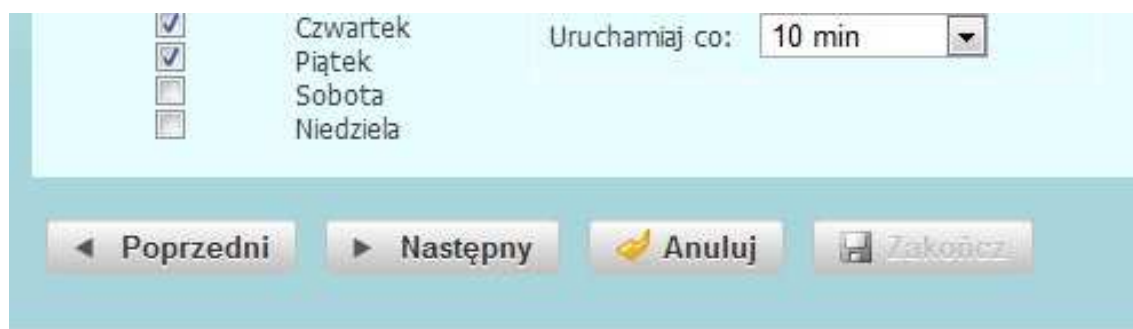 Czwartek
Uruchamiaj co: 10 min
Piątek
Sobota
Niedziela
Poprzedni Następny Anuluj Zakończ